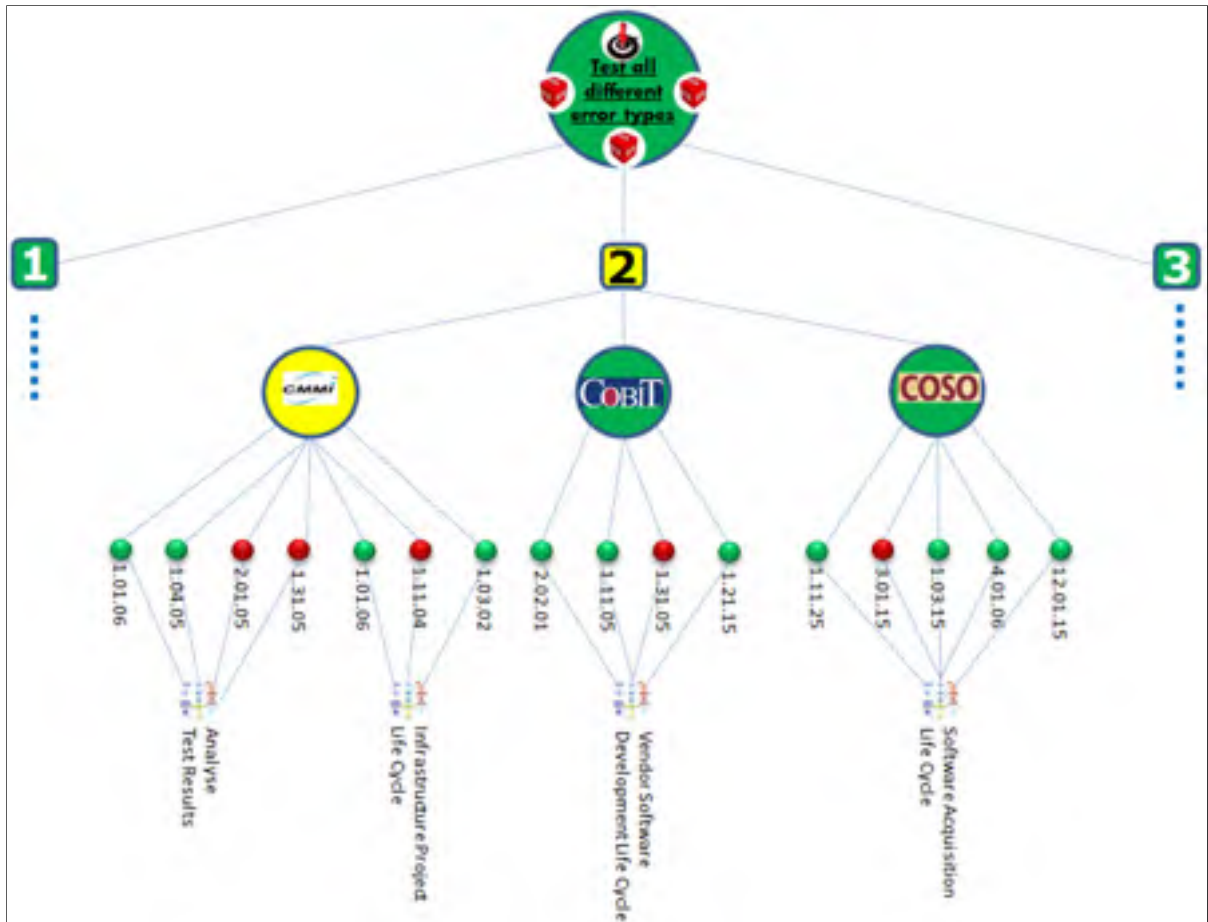 Test all
different
error types
1
2
3
CMMI
COBIT
COSO
1.01.06
1.04.05
2.01.05
1.31.05
1.01.06
1.11.04
1.03.02
2.02.01
1.11.05
1.31.05
1.21.15
1.11.25
3.01.15
1.03.15
4.01.06
12.01.15
Analyse
Test Results
Infrastructure Project
Life Cycle
Vendor Software
Development Life Cycle
Software Acquisition
Life Cycle